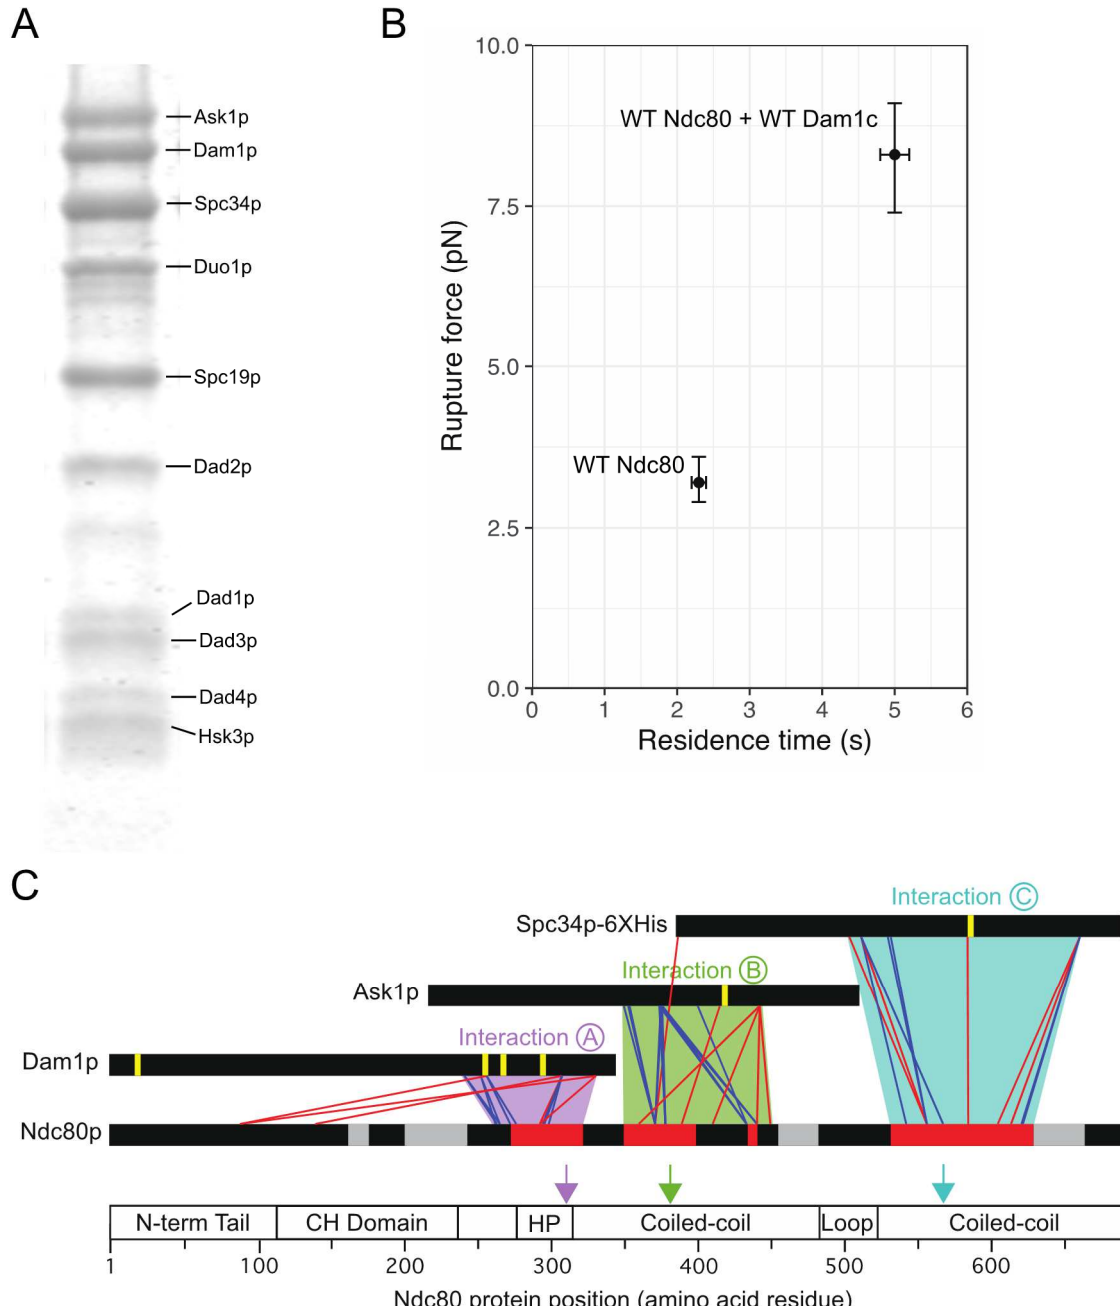 A
Ask1p
Dam1p
Spc34p
Duo1p
Spc19p
Dad2p
Dad1p
Dad3p
Dad4p
Hsk3p
B
10.0
7.5
5.0
2.5
0.0
Rupture force (pN)
WT Ndc80 + WT Dam1c
WT Ndc80
0 1 2 3 4 5 6
Residence time (s)
C
Interaction C
Spc34p-6XHis
Interaction B
Ask1p
Interaction A
Dam1p
Ndc80p
N-term Tail CH Domain HP Coiled-coil Loop Coiled-coil
1 100 200 300 400 500 600
Ndc80 protein position (amino acid residue)